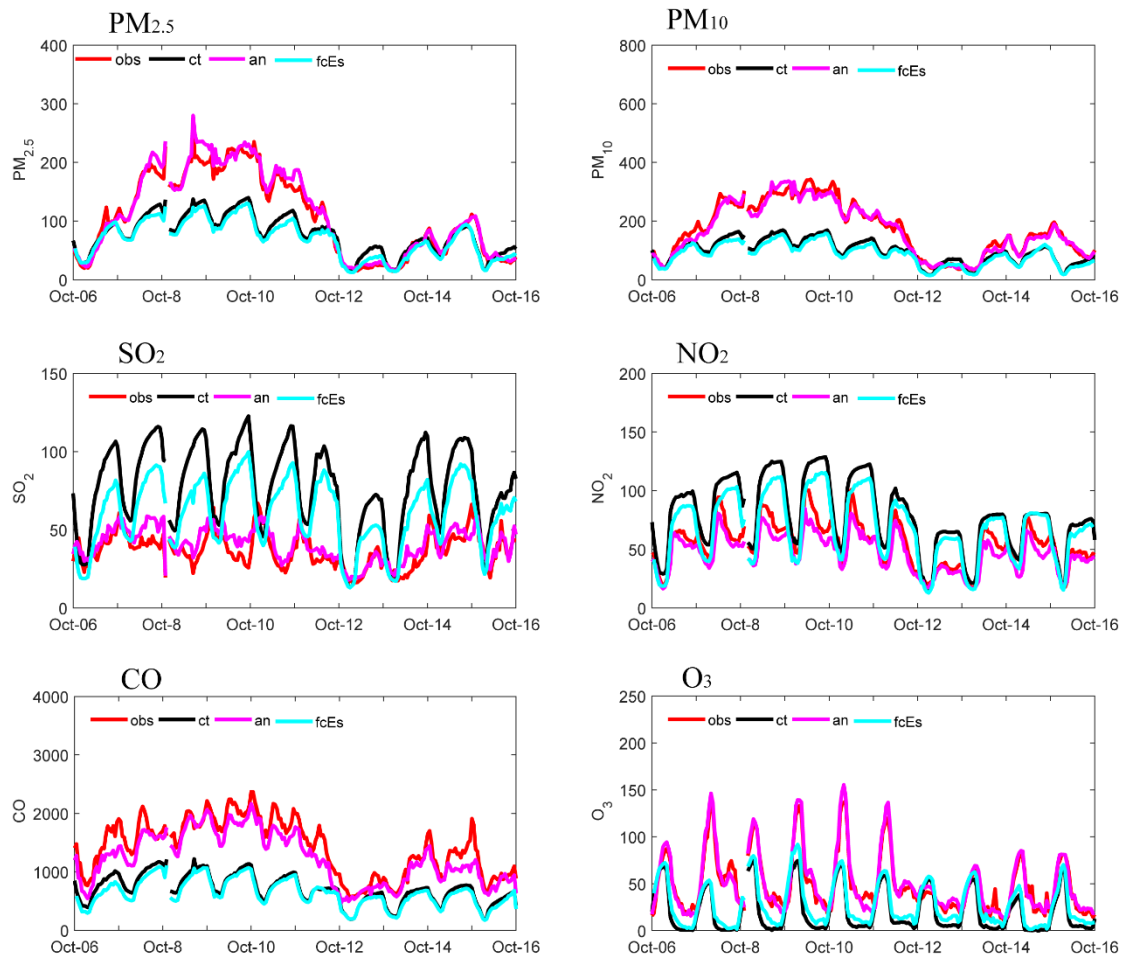 PM2.5
PM10
400
300
200
100
0
PM2.5
obs ct an fcEs
Oct-06 Oct-8 Oct-10 Oct-12 Oct-14 Oct-16
800
600
400
200
0
PM10
obs ct an fcEs
Oct-06 Oct-8 Oct-10 Oct-12 Oct-14 Oct-16
SO2
NO2
150
100
50
0
SO2
obs ct an fcEs
Oct-06 Oct-8 Oct-10 Oct-12 Oct-14 Oct-16
200
150
100
50
0
NO2
obs ct an fcEs
Oct-06 Oct-8 Oct-10 Oct-12 Oct-14 Oct-16
CO
O3
4000
3000
2000
1000
0
CO
obs ct an fcEs
Oct-06 Oct-8 Oct-10 Oct-12 Oct-14 Oct-16
250
200
150
100
50
0
O3
obs ct an fcEs
Oct-06 Oct-8 Oct-10 Oct-12 Oct-14 Oct-16